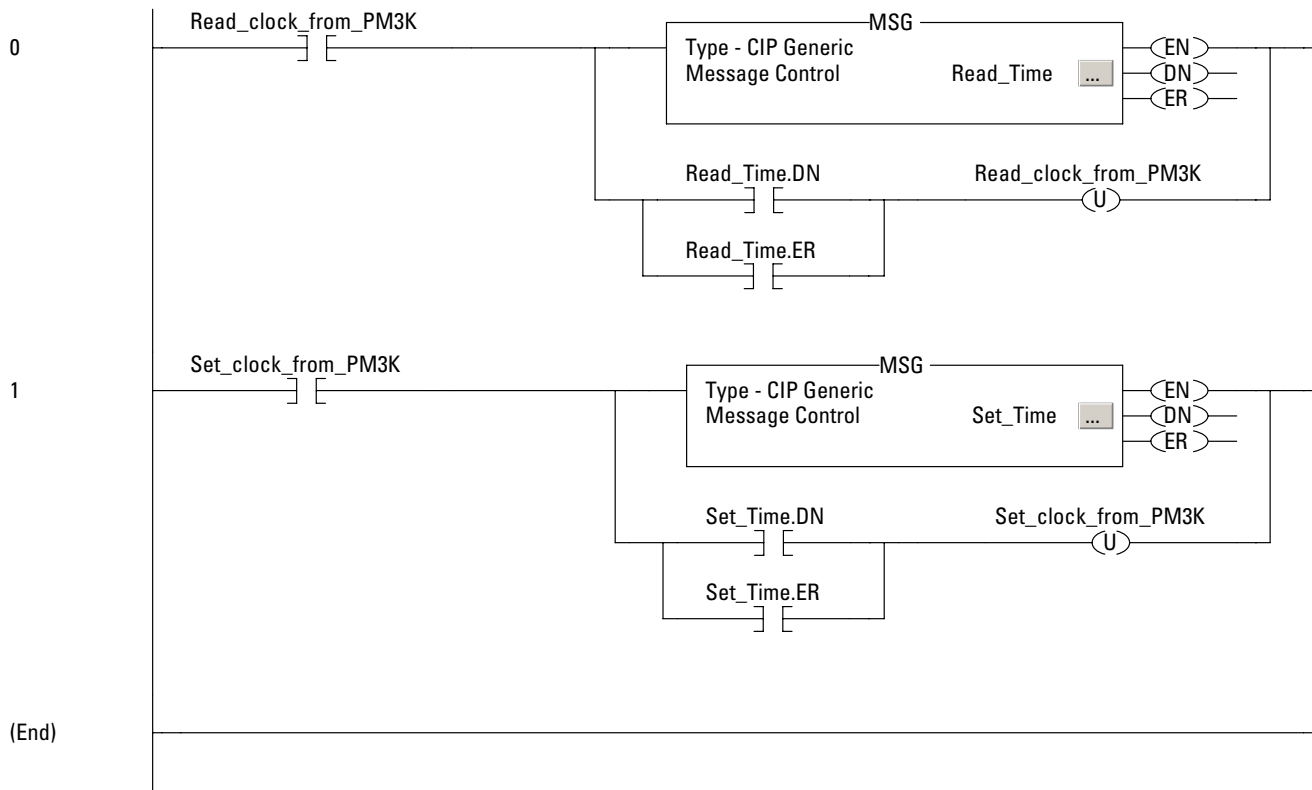 Read_clock_from_PM3K
MSG
0
Type - CIP Generic
EN
Message Control
Read_Time
...
DN
ER
Read_Time.DN
Read_clock_from_PM3K
U
Read_Time.ER
Set_clock_from_PM3K
MSG
1
Type - CIP Generic
EN
Message Control
Set_Time
...
DN
ER
Set_Time.DN
Set_clock_from_PM3K
U
Set_Time.ER
(End)